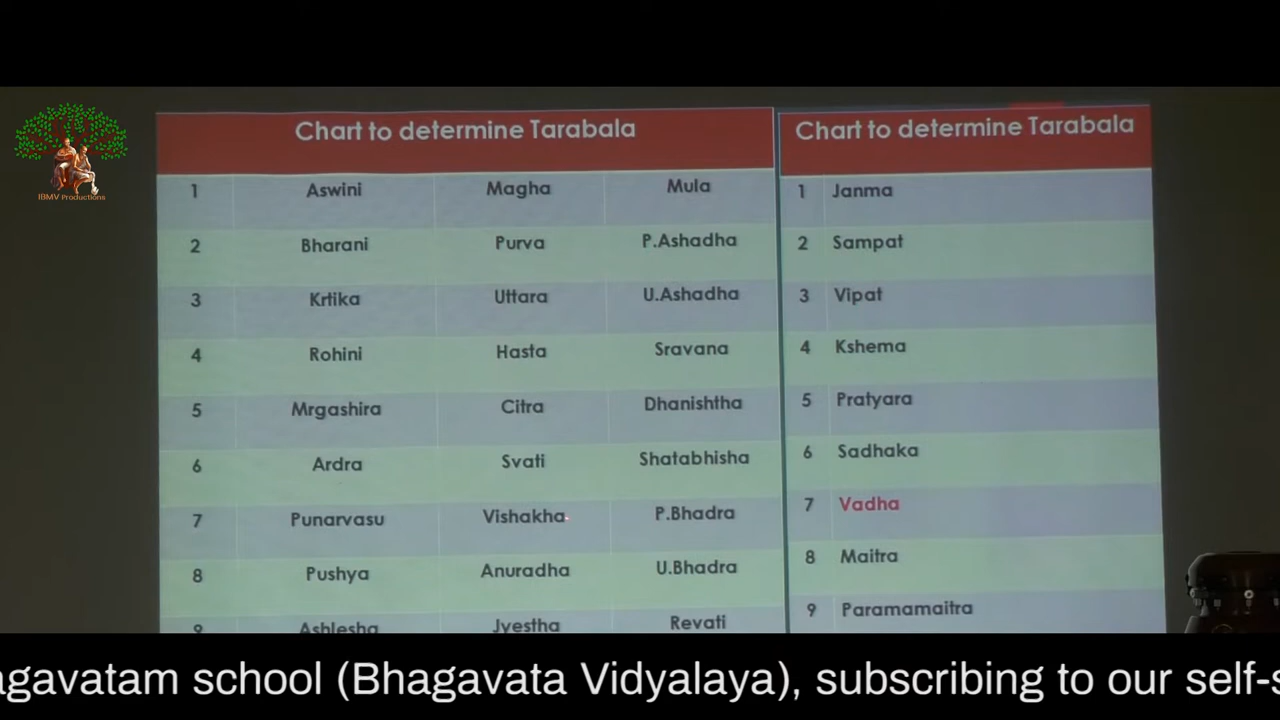 IBMV Productions
Chart to determine Tarabala
1 Aswini Magha Mula
2 Bharani Purva P.Ashadha
3 Krtika Uttara U.Ashadha
4 Rohini Hasta Sravana
5 Mrgashira Citra Dhanishtha
6 Ardra Svati Shatabhisha
7 Punarvasu Vishakha P.Bhadra
8 Pushya Anuradha U.Bhadra
9 Ashlesha Jyestha Revati
Chart to determine Tarabala
1 Janma
2 Sampat
3 Vipat
4 Kshema
5 Pratyara
6 Sadhaka
7 Vadha
8 Maitra
9 Paramamaitra
agavatam school (Bhagavata Vidyalaya), subscribing to our self-s